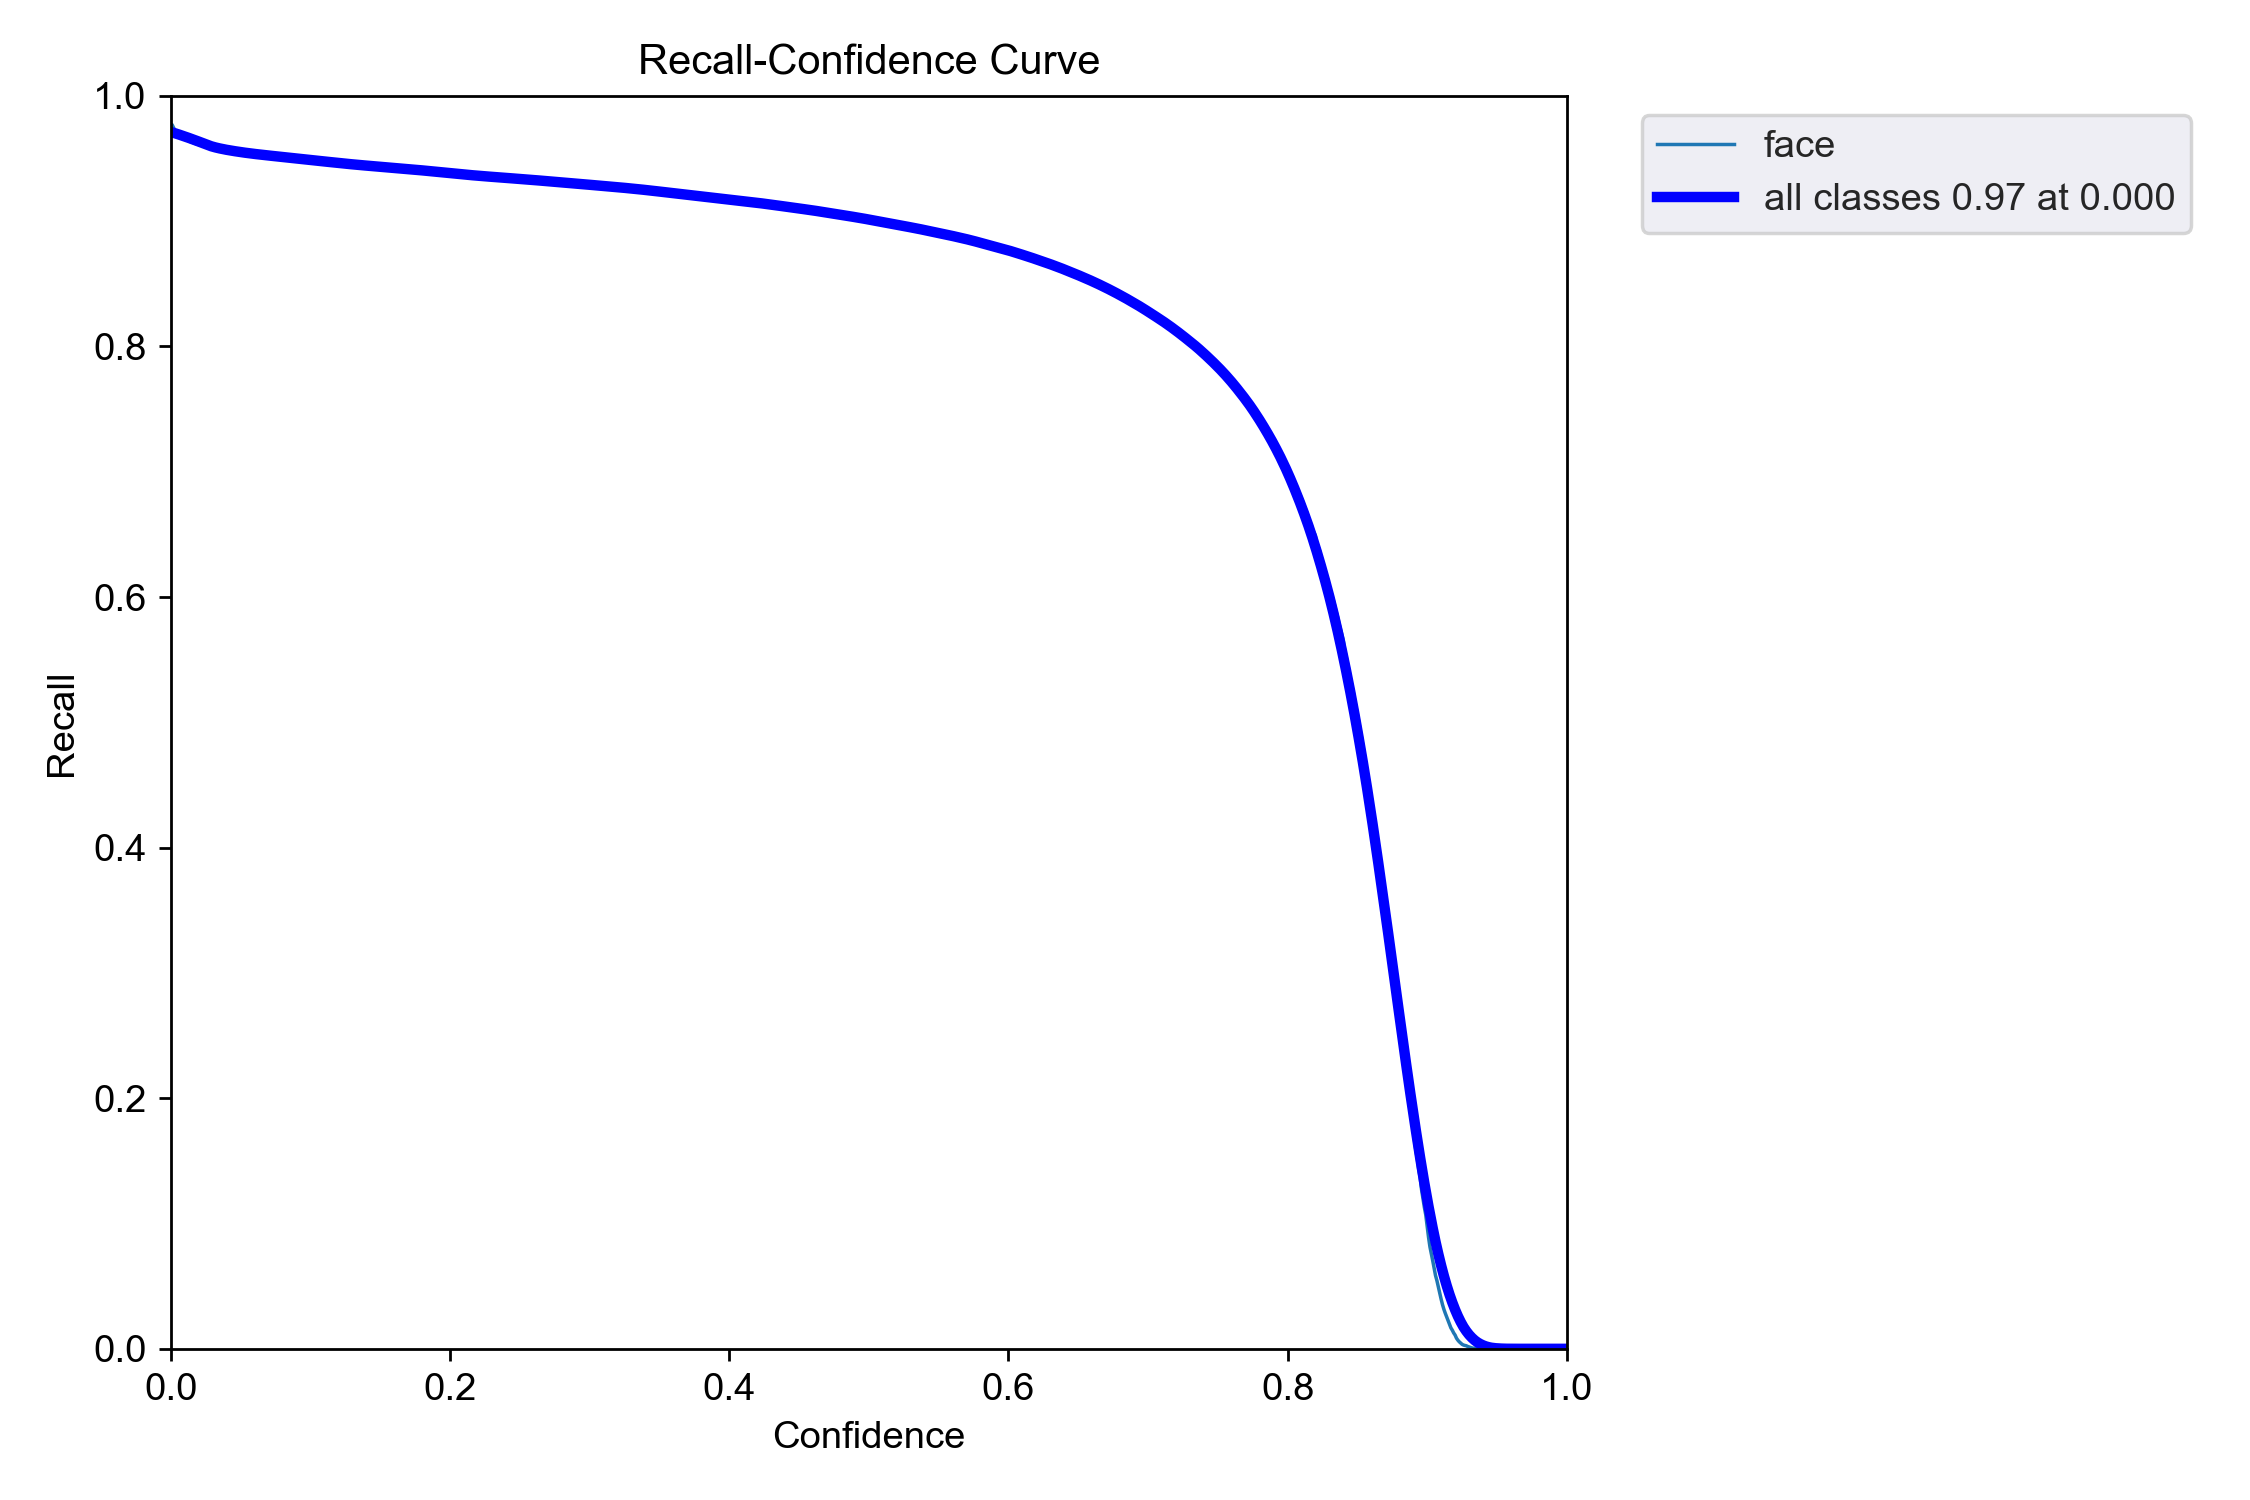 Recall-Confidence Curve
1.0
0.8
0.6
0.4
0.2
0.0
Recall
0.0 0.2 0.4 0.6 0.8 1.0
Confidence
face
all classes 0.97 at 0.000